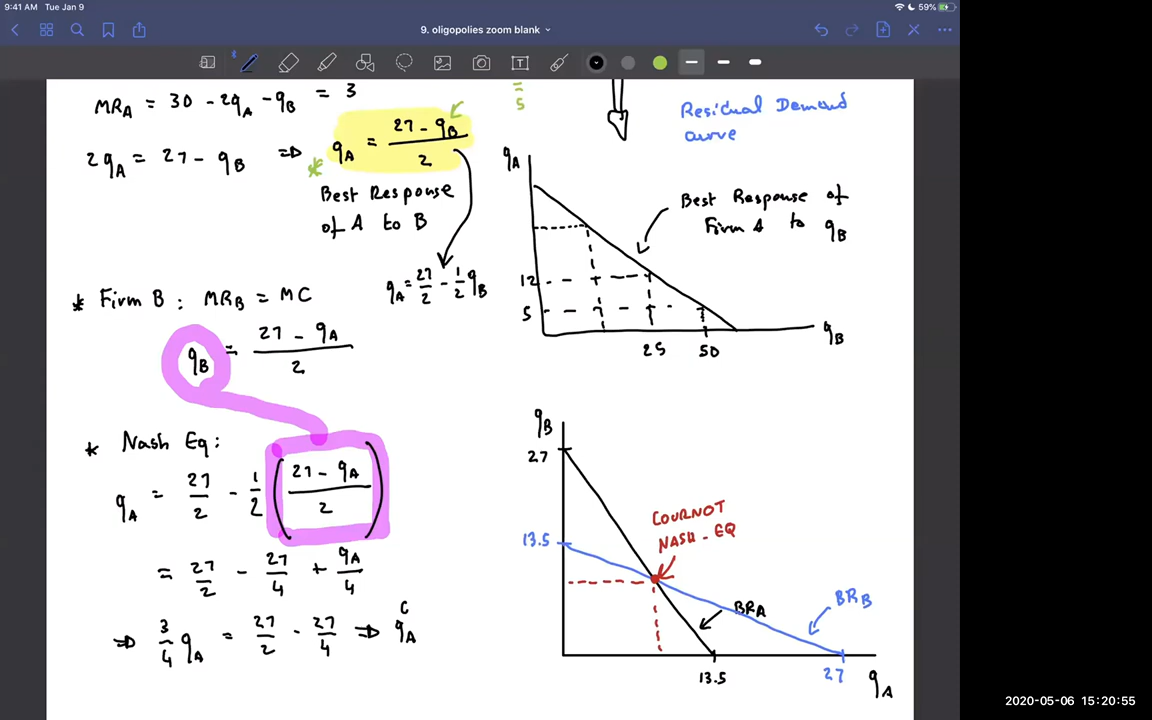 9:41 AM Tue Jan 9
59%
9. oligopolies zoom blank
MR_A = 30 - 2q_A - q_B = 3
2q_A = 27 - q_B ⇒ * q_A = (27 - q_B)/2
Best Response
of A to B
q_A = 27/2 - 1/2 q_B
* Firm B : MR_B = MC
q_B = (27 - q_A)/2
* Nash Eq:
q_A = 27/2 - 1/2 ((27 - q_A)/2)
= 27/2 - 27/4 + q_A/4
⇒ 3/4 q_A = 27/2 - 27/4 ⇒ q_A^C
5
Residual Demand
curve
q_A
Best Response of
Firm A to q_B
12
5
25 50
q_B
q_B
27
13.5
COURNOT
NASH - EQ
BR_A
BR_B
13.5
27
q_A
2020-05-06 15:20:55